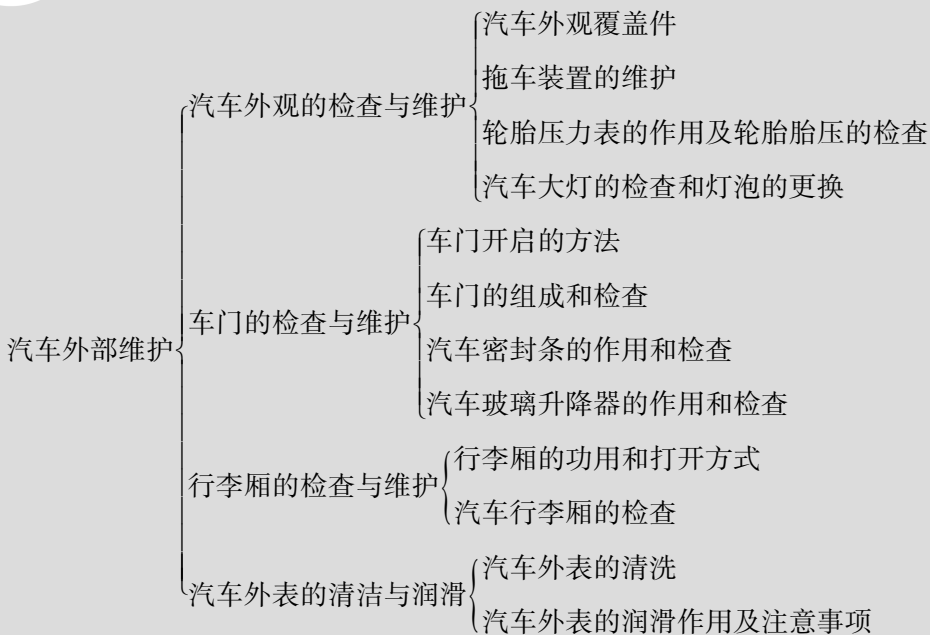 汽车外部维护
汽车外观的检查与维护
汽车外观覆盖件
拖车装置的维护
轮胎压力表的作用及轮胎胎压的检查
汽车大灯的检查和灯泡的更换
车门的检查与维护
车门开启的方法
车门的组成和检查
汽车密封条的作用和检查
汽车玻璃升降器的作用和检查
行李厢的检查与维护
行李厢的功用和打开方式
汽车行李厢的检查
汽车外表的清洁与润滑
汽车外表的清洗
汽车外表的润滑作用及注意事项